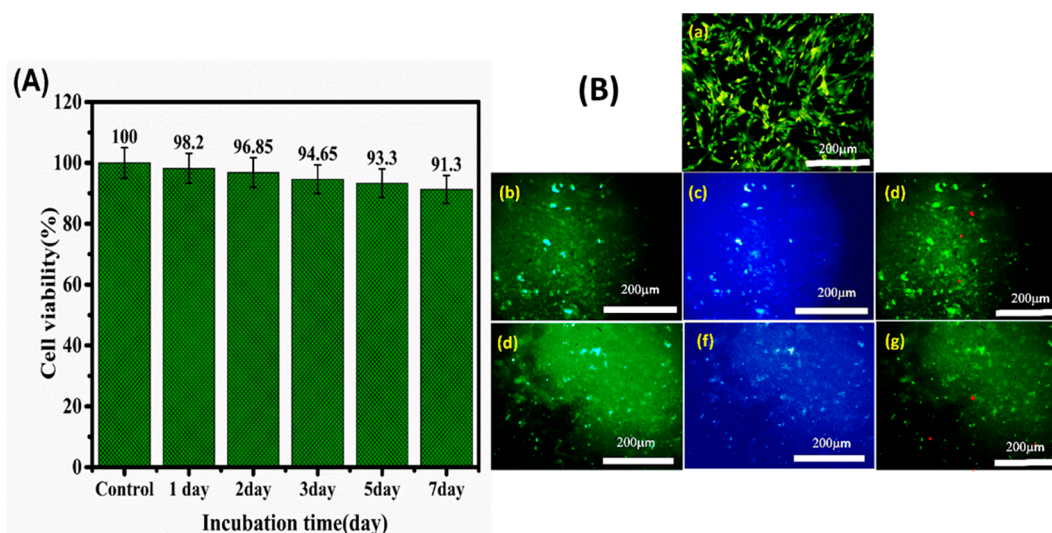 (A)
120
100
80
60
40
20
0
Cell viability(%)
100
98.2
96.85
94.65
93.3
91.3
Control 1 day 2day 3day 5day 7day
Incubation time(day)
(B)
(a)
200μm
(b)
200μm
(c)
200μm
(d)
200μm
(d)
200μm
(f)
200μm
(g)
200μm